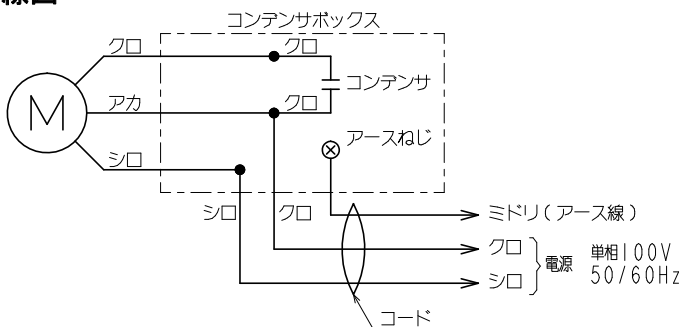 コンデンサボックス
クロ クロ
コンデンサ
M アカ クロ
アースねじ
シロ
シロ クロ ミドリ(アース線)
クロ
電源 単相100V
50/60Hz
シロ
コード